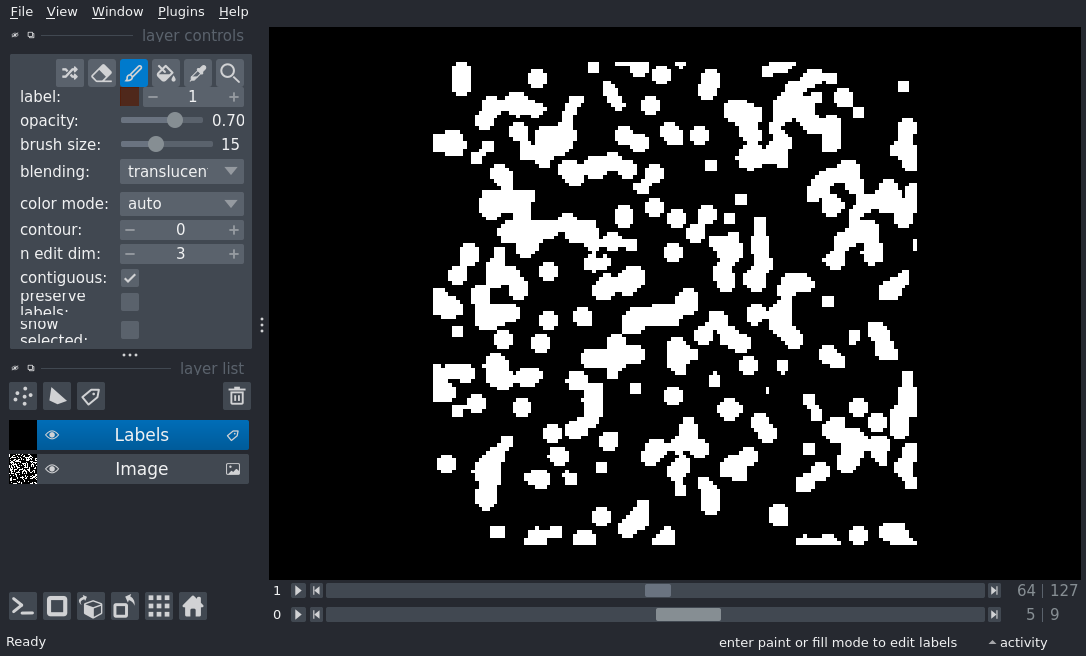 File View Window Plugins Help
layer controls
label: 1
opacity: 0.70
brush size: 15
blending: translucen
color mode: auto
contour: 0
n edit dim: 3
contiguous:
preserve
labels:
show
selected:
layer list
Labels
Image
1 64 127
0 5 9
Ready enter paint or fill mode to edit labels activity